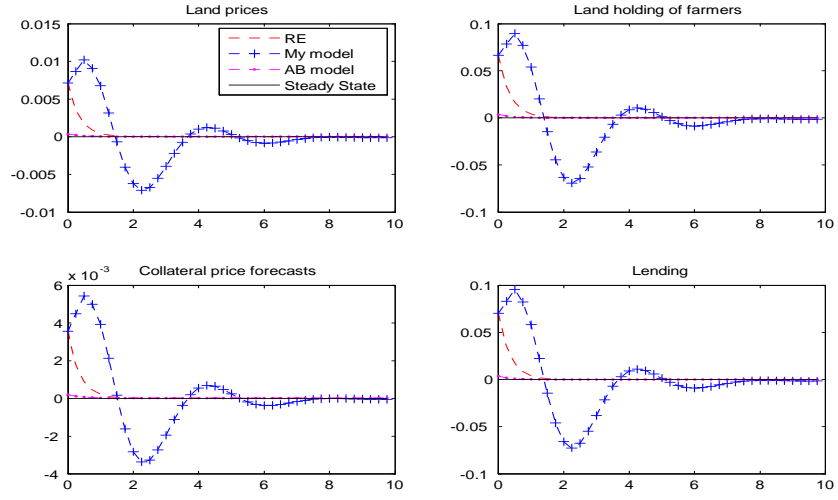 Land prices
0.015
0.01
0.005
0
-0.005
-0.01
0 2 4 6 8 10
RE
My model
AB model
Steady State
Land holding of farmers
0.1
0.05
0
-0.05
-0.1
0 2 4 6 8 10
Collateral price forecasts
x 10^-3
6
4
2
0
-2
-4
0 2 4 6 8 10
Lending
0.1
0.05
0
-0.05
-0.1
0 2 4 6 8 10